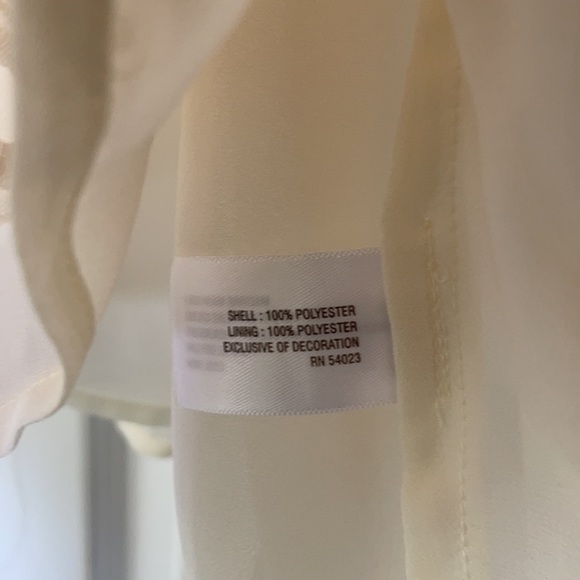 SHELL : 100% POLYESTER
LINING : 100% POLYESTER
EXCLUSIVE OF DECORATION
RN 54023